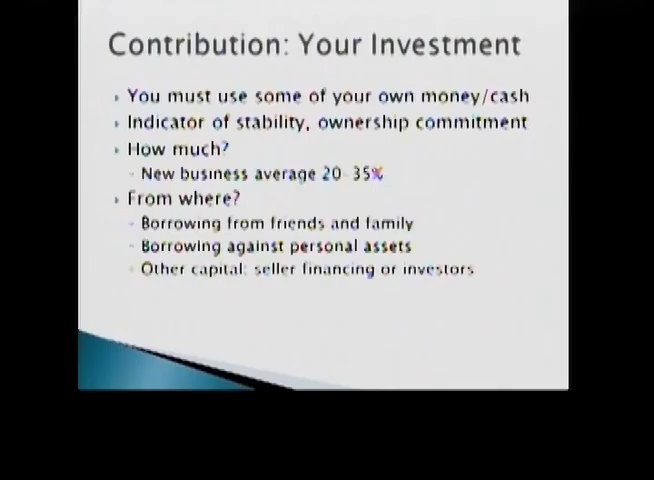 Contribution: Your Investment
You must use some of your own money/cash
Indicator of stability, ownership commitment
How much?
- New business average 20-35%
From where?
- Borrowing from friends and family
- Borrowing against personal assets
- Other capital: seller financing or investors